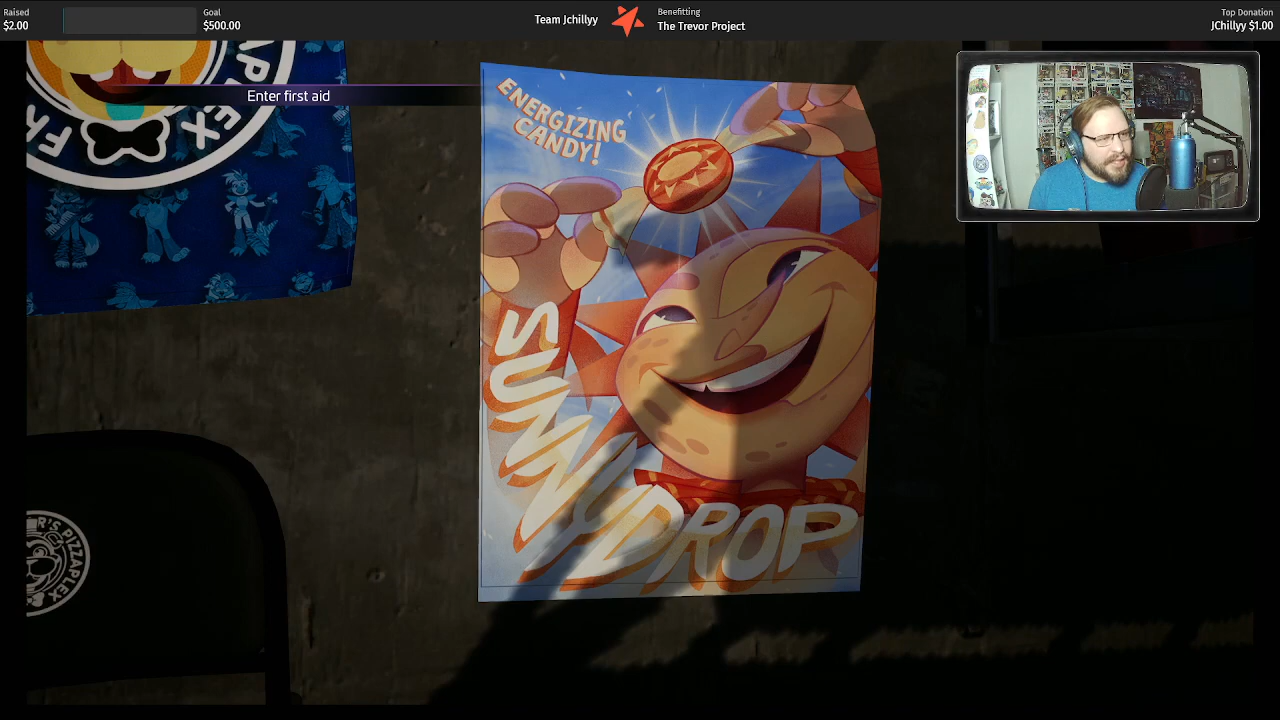 Raised
$2.00
Goal
$500.00
Team Jchillyy
Benefitting
The Trevor Project
Top Donation
JChillyy $1.00
Enter first aid
ENERGIZING
CANDY!
SUNNYDROP
PIZZAPLEX